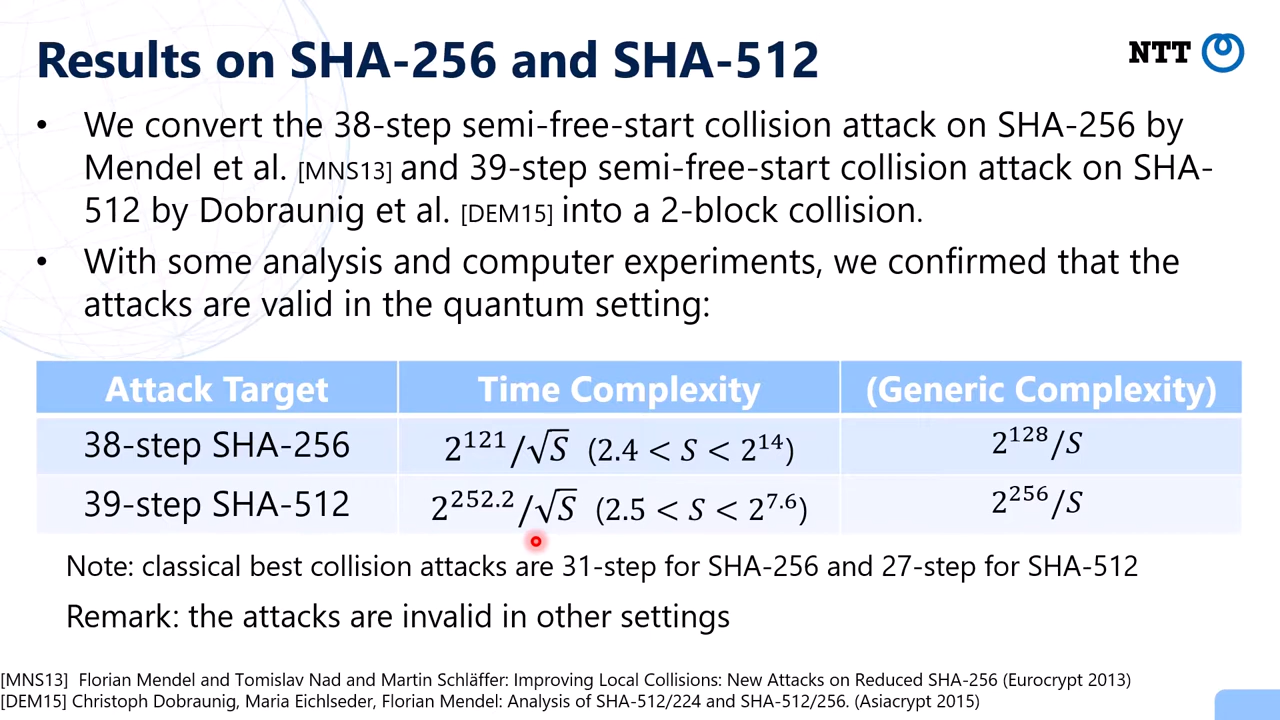 Results on SHA-256 and SHA-512
NTT
• We convert the 38-step semi-free-start collision attack on SHA-256 by
Mendel et al. [MNS13] and 39-step semi-free-start collision attack on SHA-
512 by Dobraunig et al. [DEM15] into a 2-block collision.
• With some analysis and computer experiments, we confirmed that the
attacks are valid in the quantum setting:
Attack Target Time Complexity (Generic Complexity)
38-step SHA-256 2^121/√S (2.4 < S < 2^14) 2^128/S
39-step SHA-512 2^252.2/√S (2.5 < S < 2^7.6) 2^256/S
Note: classical best collision attacks are 31-step for SHA-256 and 27-step for SHA-512
Remark: the attacks are invalid in other settings
[MNS13] Florian Mendel and Tomislav Nad and Martin Schläffer: Improving Local Collisions: New Attacks on Reduced SHA-256 (Eurocrypt 2013)
[DEM15] Christoph Dobraunig, Maria Eichlseder, Florian Mendel: Analysis of SHA-512/224 and SHA-512/256. (Asiacrypt 2015)